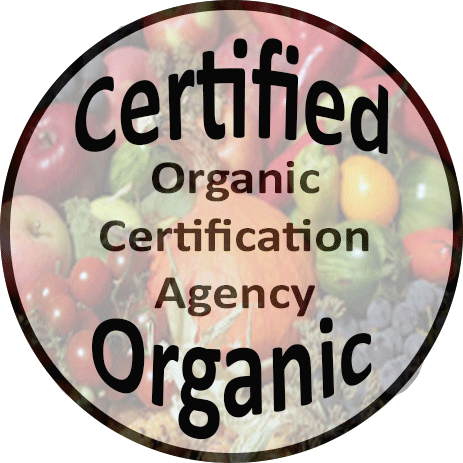 Certified
Organic
Certification
Agency
Organic